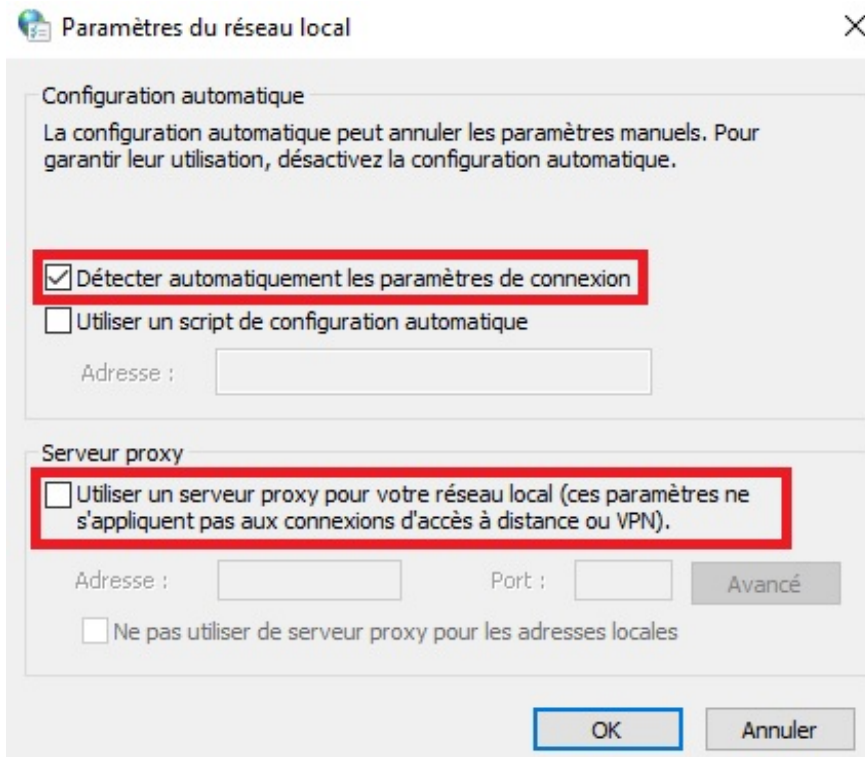 Paramètres du réseau local
Configuration automatique
La configuration automatique peut annuler les paramètres manuels. Pour
garantir leur utilisation, désactivez la configuration automatique.
Détecter automatiquement les paramètres de connexion
Utiliser un script de configuration automatique
Adresse :
Serveur proxy
Utiliser un serveur proxy pour votre réseau local (ces paramètres ne
s'appliquent pas aux connexions d'accès à distance ou VPN).
Adresse : Port : Avancé
Ne pas utiliser de serveur proxy pour les adresses locales
OK Annuler